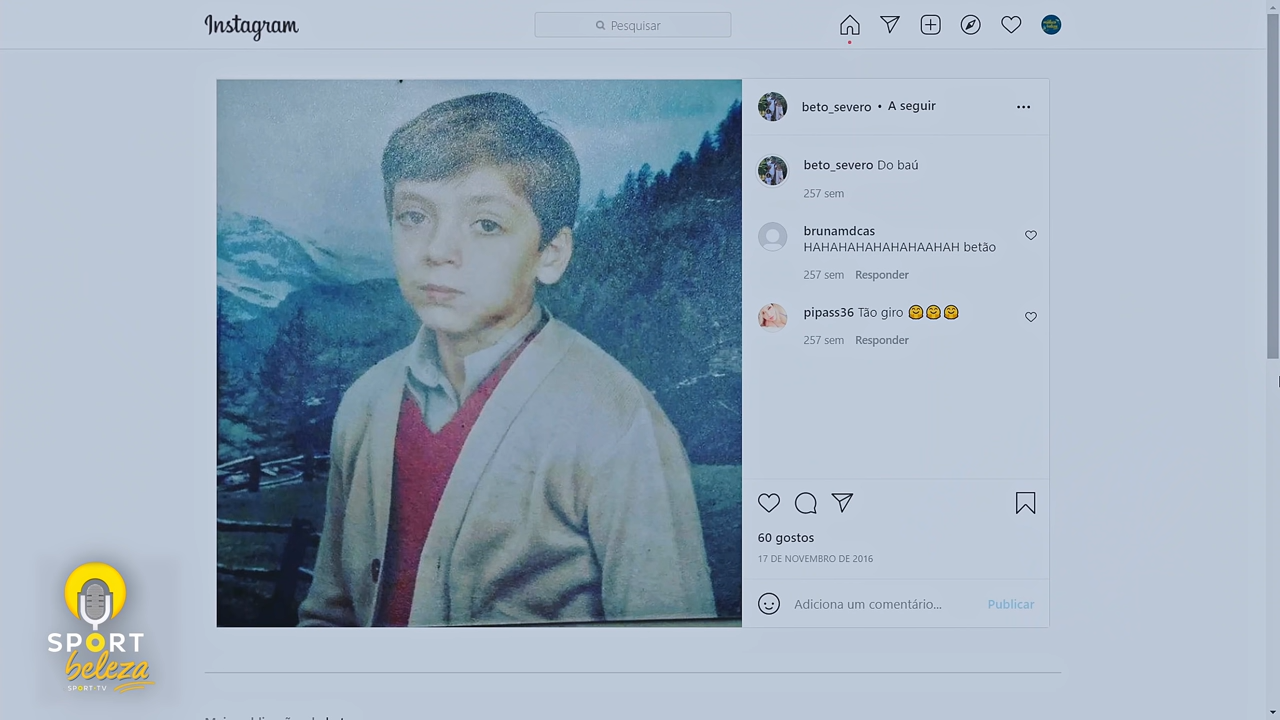 Instagram
Pesquisar
beto_severo • A seguir
beto_severo Do baú
257 sem
brunamdcas
HAHAHAHAHAHAHAAHAH betão
257 sem Responder
pipass36 Tão giro
257 sem Responder
60 gostos
17 DE NOVEMBRO DE 2016
Adiciona um comentário... Publicar
SPORT
beleza
SPORT·TV